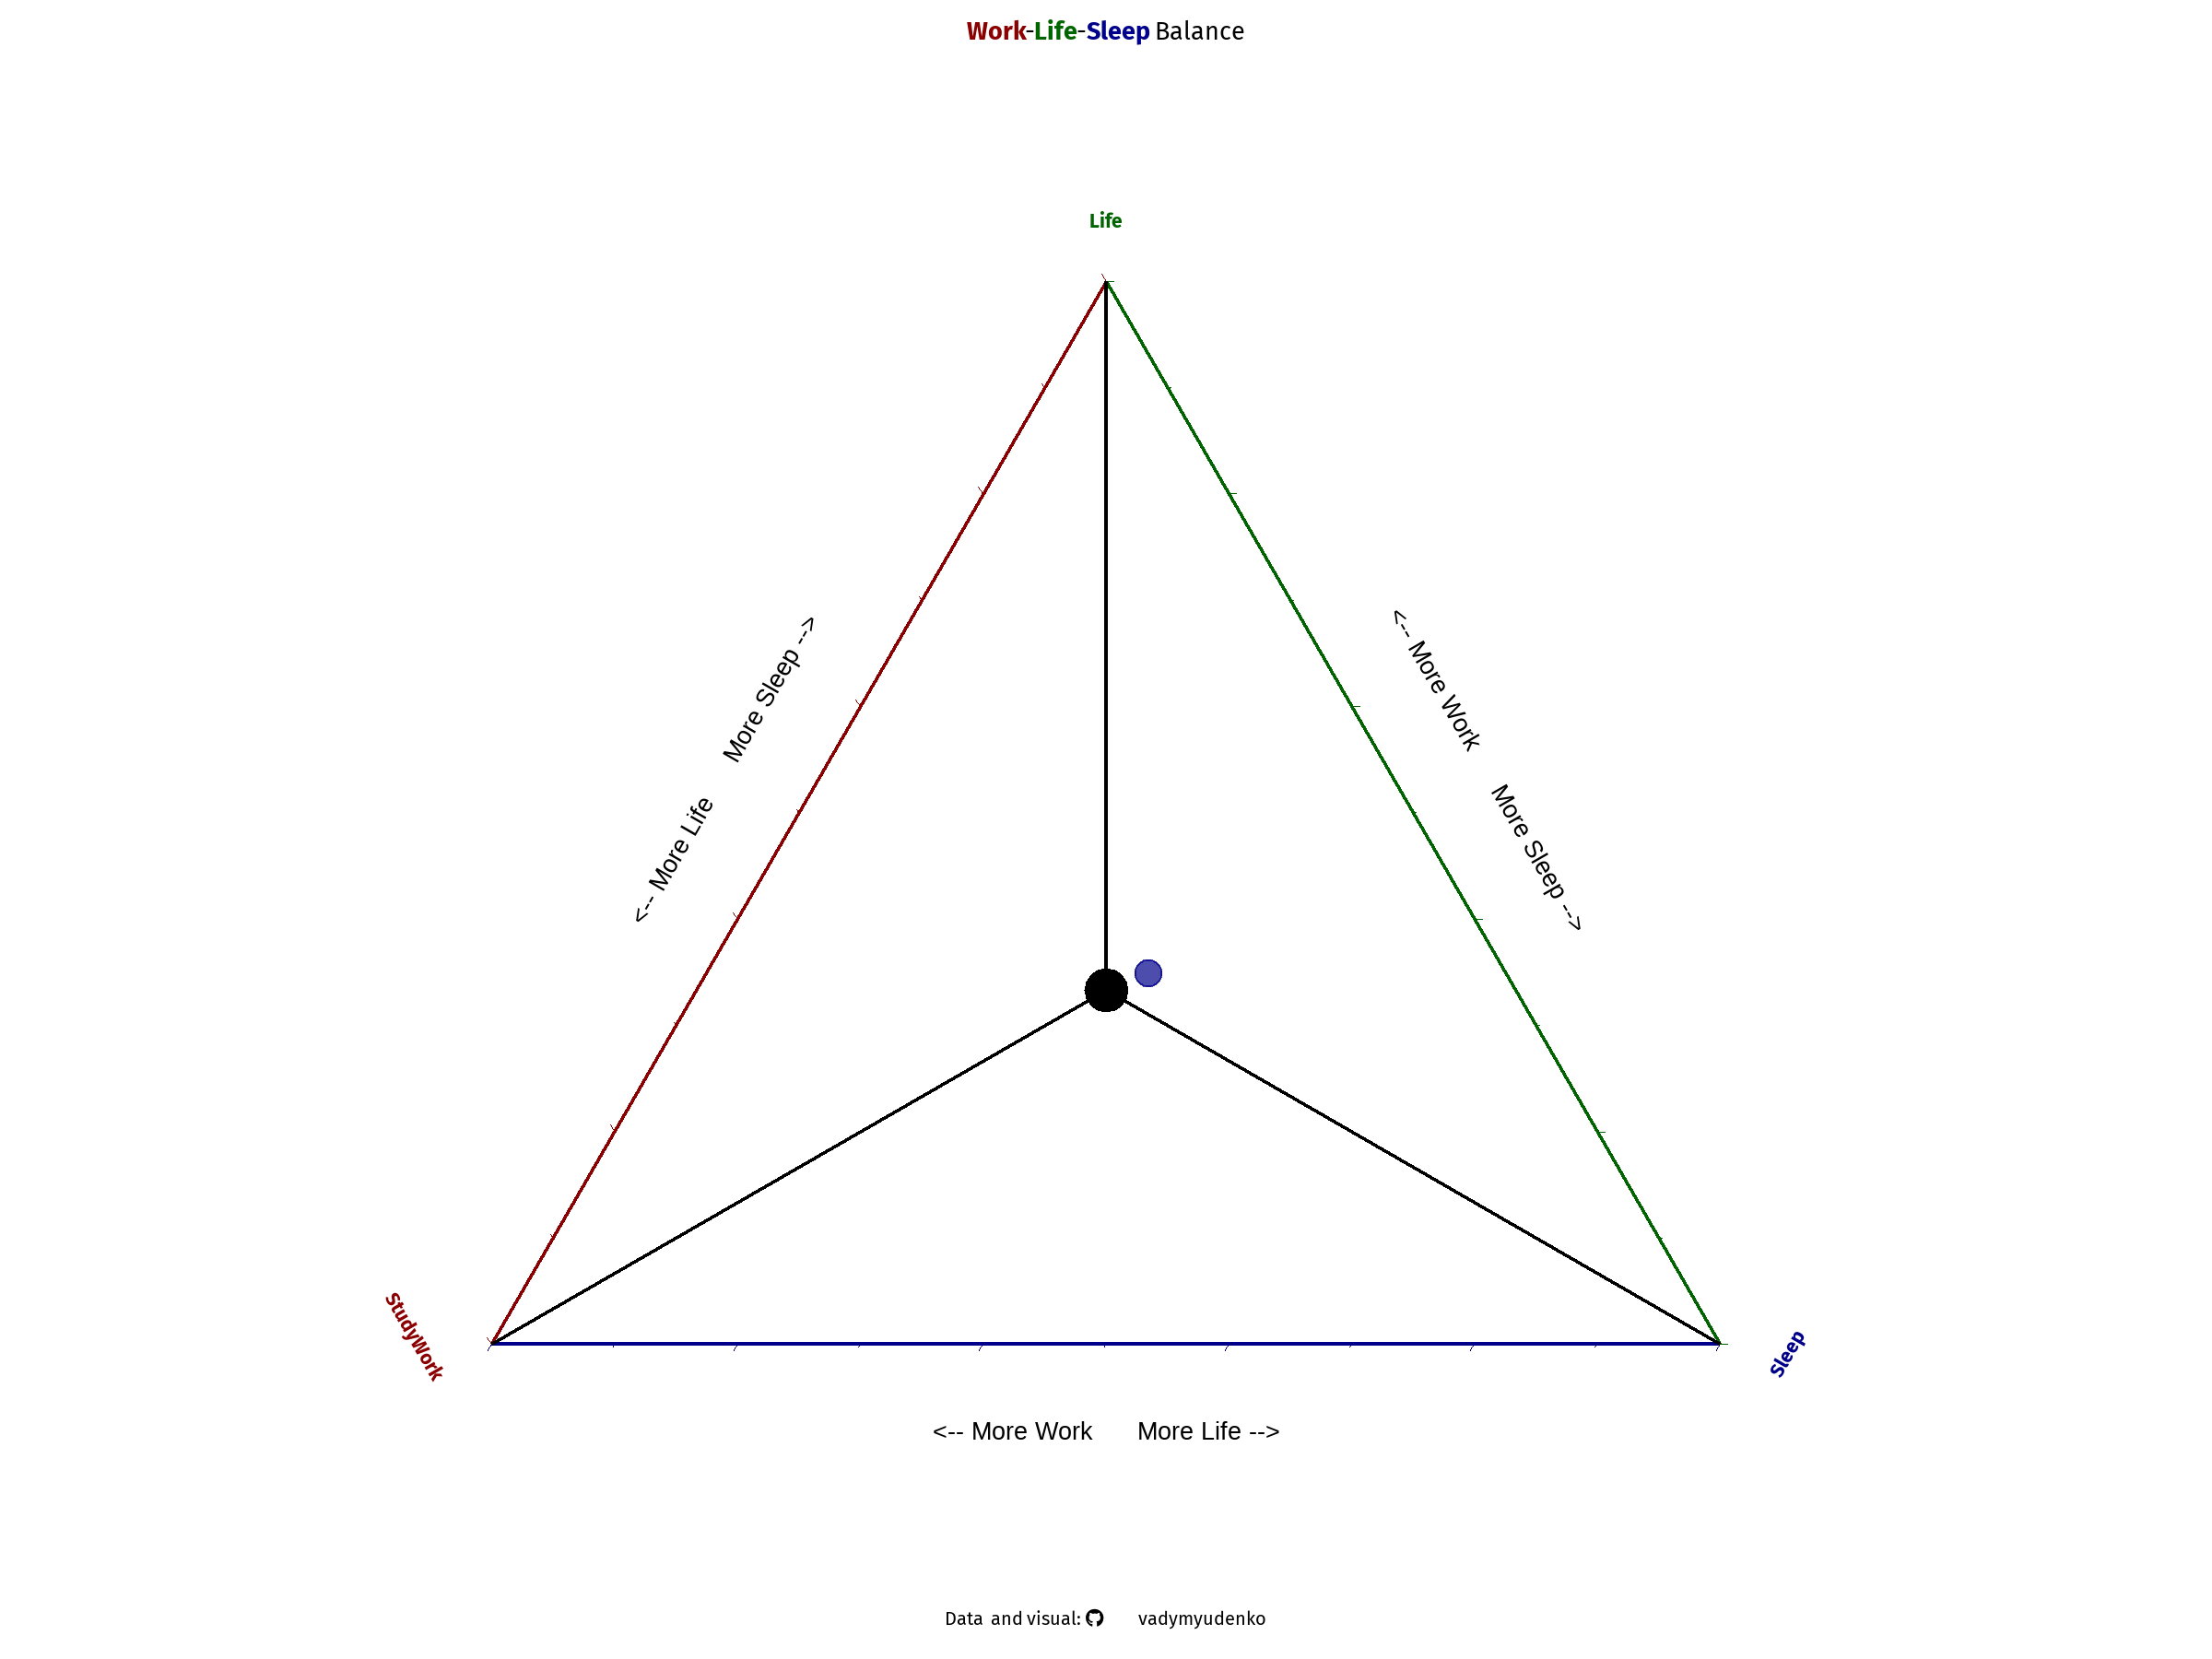 Work-Life-Sleep Balance
Life
<-- More Life   More Sleep -->
<-- More Work   More Sleep -->
StudyWork
Sleep
<-- More Work   More Life -->
Data and visual: vadymyudenko